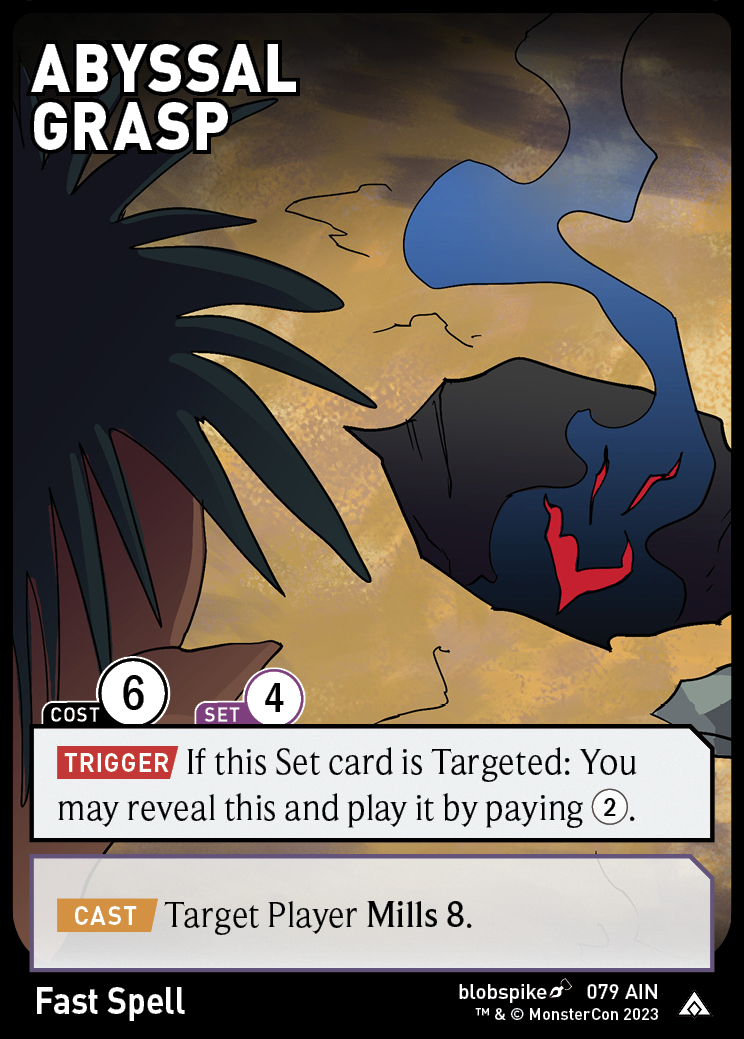 ABYSSAL
GRASP
COST 6 SET 4
TRIGGER If this Set card is Targeted: You
may reveal this and play it by paying 2.
CAST Target Player Mills 8.
Fast Spell
blobspike 079 AIN
™ & © MonsterCon 2023